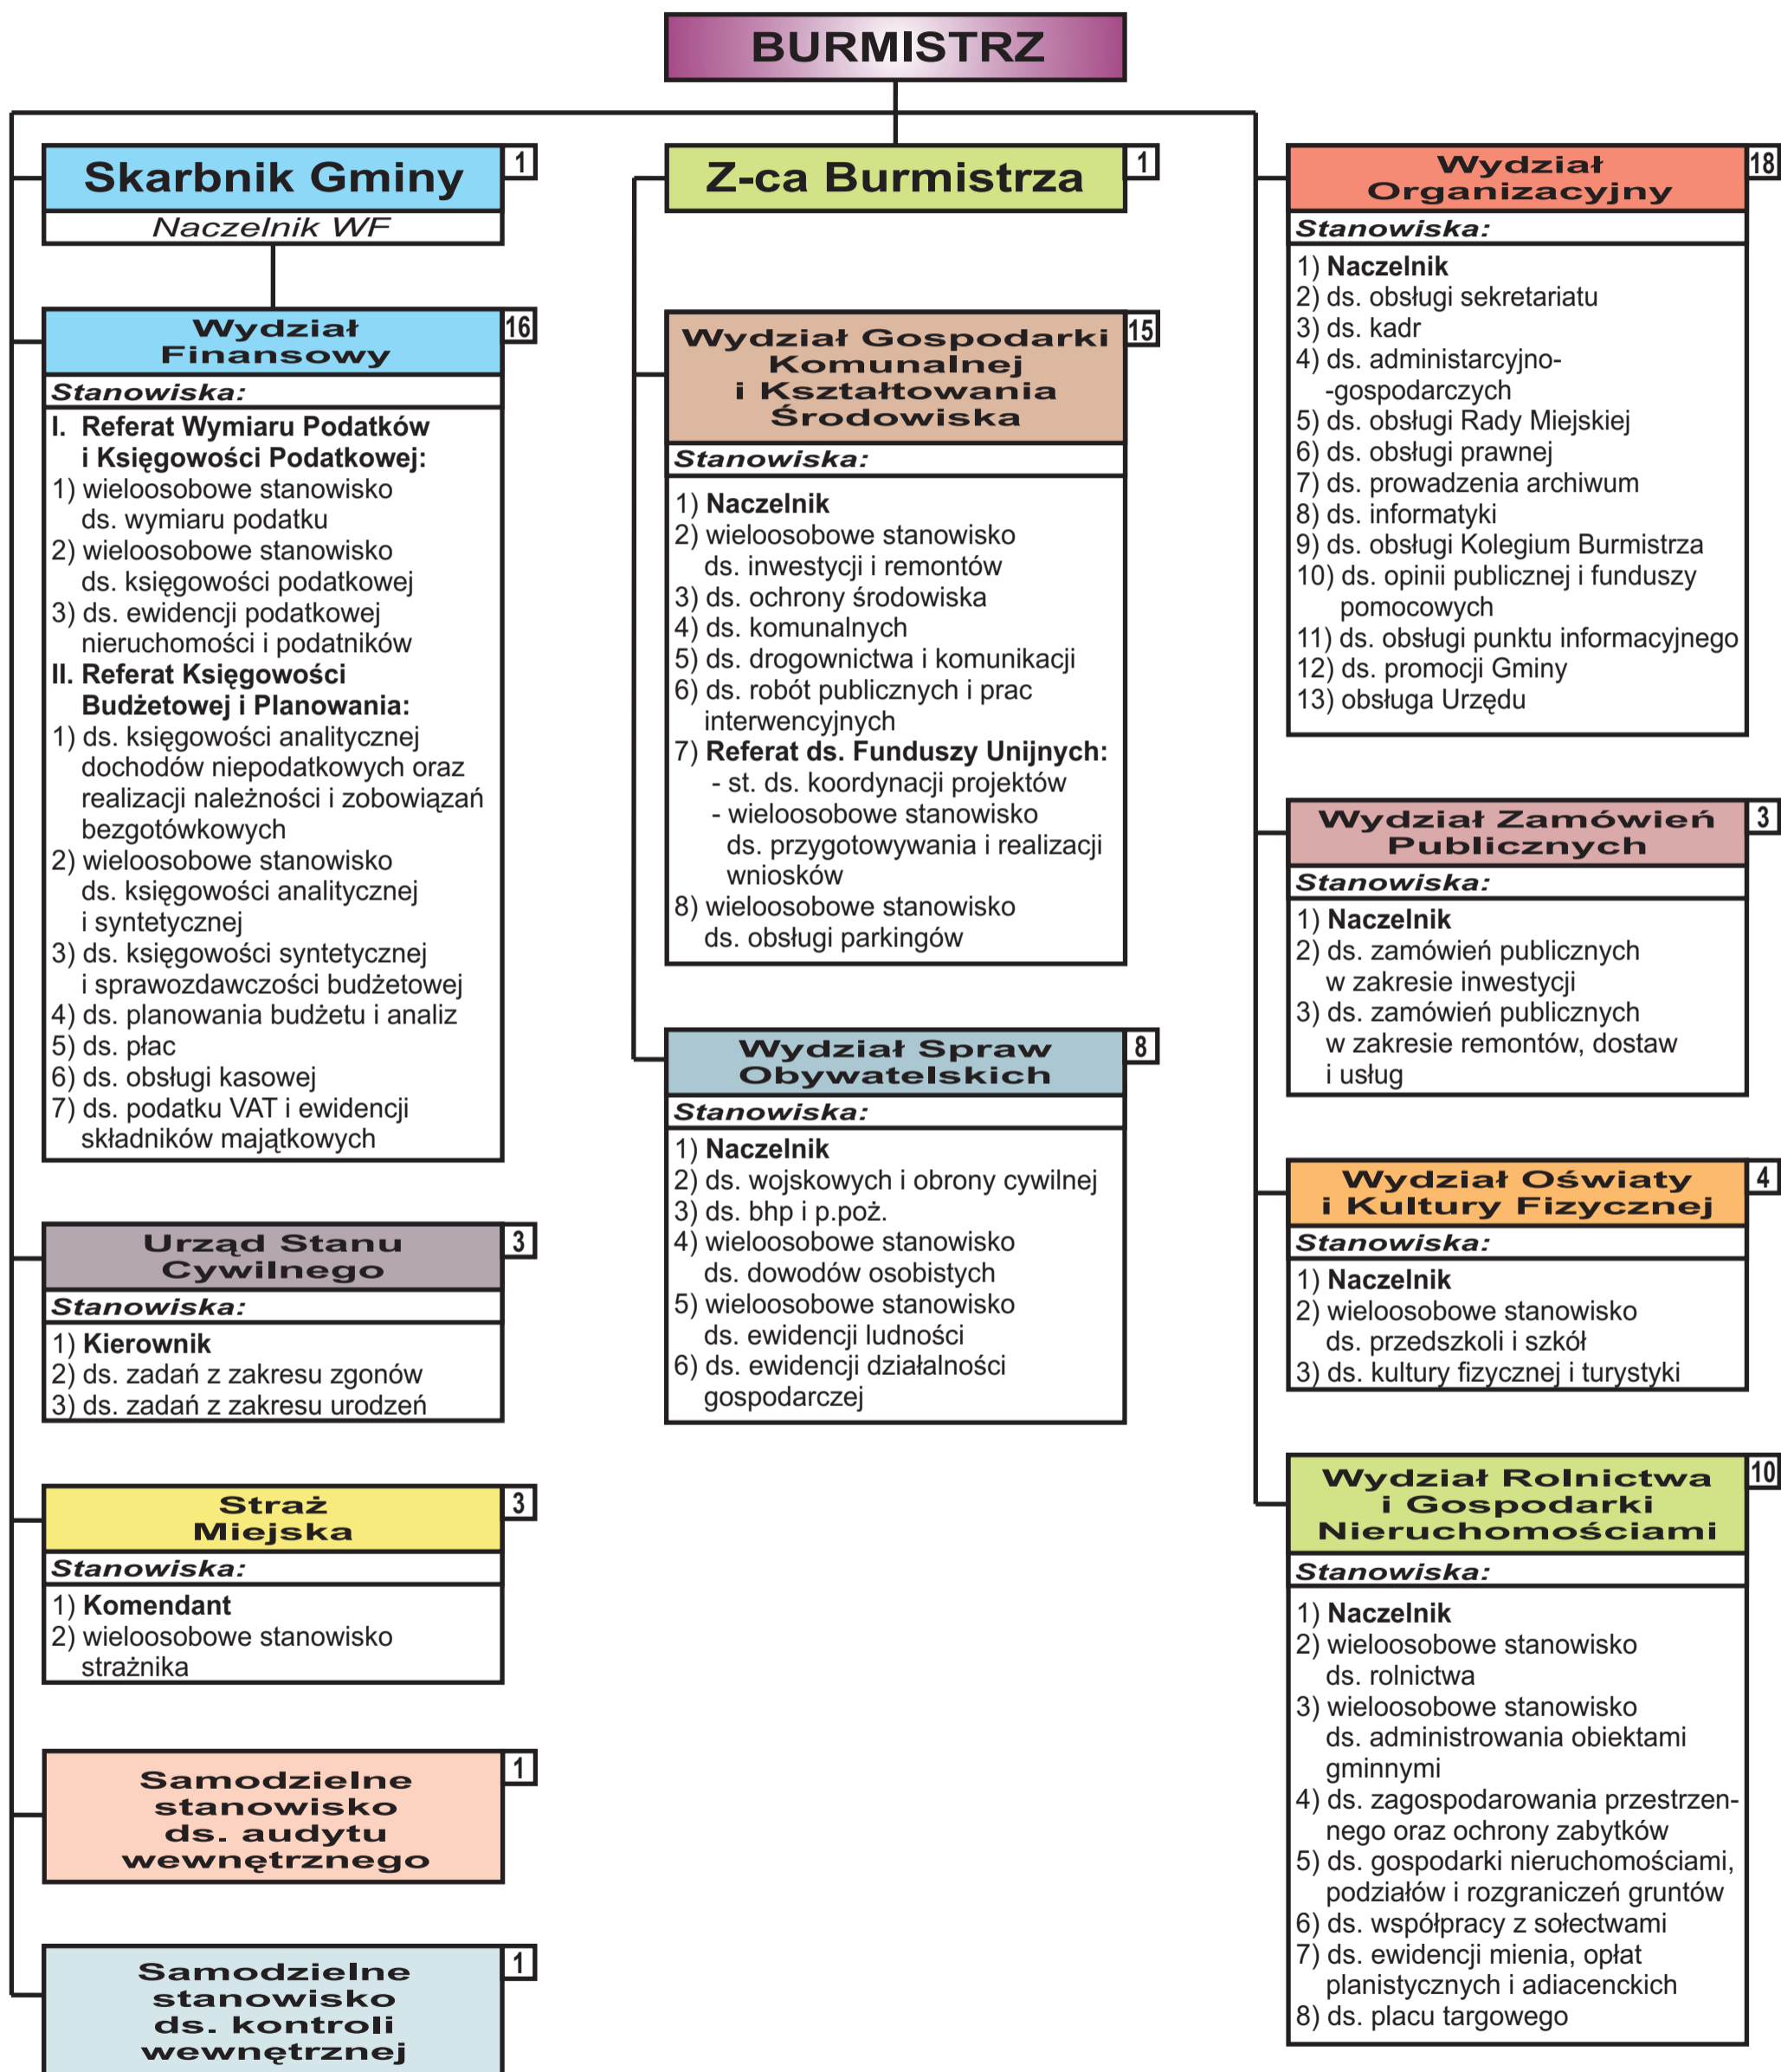 BURMISTRZ
Skarbnik Gminy
1
Naczelnik WF
Wydział
Finansowy
16
Stanowiska:
I. Referat Wymiaru Podatków
i Księgowości Podatkowej:
1) wieloosobowe stanowisko
ds. wymiaru podatku
2) wieloosobowe stanowisko
ds. księgowości podatkowej
3) ds. ewidencji podatkowej
nieruchomości i podatników
II. Referat Księgowości
Budżetowej i Planowania:
1) ds. księgowości analitycznej
dochodów niepodatkowych oraz
realizacji należności i zobowiązań
bezgotówkowych
2) wieloosobowe stanowisko
ds. księgowości analitycznej
i syntetycznej
3) ds. księgowości syntetycznej
i sprawozdawczości budżetowej
4) ds. planowania budżetu i analiz
5) ds. płac
6) ds. obsługi kasowej
7) ds. podatku VAT i ewidencji
składników majątkowych
Urząd Stanu
Cywilnego
3
Stanowiska:
1) Kierownik
2) ds. zadań z zakresu zgonów
3) ds. zadań z zakresu urodzeń
Straż
Miejska
3
Stanowiska:
1) Komendant
2) wieloosobowe stanowisko
strażnika
Samodzielne
stanowisko
ds. audytu
wewnętrznego
1
Samodzielne
stanowisko
ds. kontroli
wewnętrznej
1
Z-ca Burmistrza
1
Wydział Gospodarki
Komunalnej
i Kształtowania
Środowiska
15
Stanowiska:
1) Naczelnik
2) wieloosobowe stanowisko
ds. inwestycji i remontów
3) ds. ochrony środowiska
4) ds. komunalnych
5) ds. drogownictwa i komunikacji
6) ds. robót publicznych i prac
interwencyjnych
7) Referat ds. Funduszy Unijnych:
- st. ds. koordynacji projektów
- wieloosobowe stanowisko
ds. przygotowywania i realizacji
wniosków
8) wieloosobowe stanowisko
ds. obsługi parkingów
Wydział Spraw
Obywatelskich
8
Stanowiska:
1) Naczelnik
2) ds. wojskowych i obrony cywilnej
3) ds. bhp i p.poż.
4) wieloosobowe stanowisko
ds. dowodów osobistych
5) wieloosobowe stanowisko
ds. ewidencji ludności
6) ds. ewidencji działalności
gospodarczej
Wydział
Organizacyjny
18
Stanowiska:
1) Naczelnik
2) ds. obsługi sekretariatu
3) ds. kadr
4) ds. administarcyjno-
-gospodarczych
5) ds. obsługi Rady Miejskiej
6) ds. obsługi prawnej
7) ds. prowadzenia archiwum
8) ds. informatyki
9) ds. obsługi Kolegium Burmistrza
10) ds. opinii publicznej i funduszy
pomocowych
11) ds. obsługi punktu informacyjnego
12) ds. promocji Gminy
13) obsługa Urzędu
Wydział Zamówień
Publicznych
3
Stanowiska:
1) Naczelnik
2) ds. zamówień publicznych
w zakresie inwestycji
3) ds. zamówień publicznych
w zakresie remontów, dostaw
i usług
Wydział Oświaty
i Kultury Fizycznej
4
Stanowiska:
1) Naczelnik
2) wieloosobowe stanowisko
ds. przedszkoli i szkół
3) ds. kultury fizycznej i turystyki
Wydział Rolnictwa
i Gospodarki
Nieruchomościami
10
Stanowiska:
1) Naczelnik
2) wieloosobowe stanowisko
ds. rolnictwa
3) wieloosobowe stanowisko
ds. administrowania obiektami
gminnymi
4) ds. zagospodarowania przestrzen-
nego oraz ochrony zabytków
5) ds. gospodarki nieruchomościami,
podziałów i rozgraniczeń gruntów
6) ds. współpracy z sołectwami
7) ds. ewidencji mienia, opłat
planistycznych i adiacenckich
8) ds. placu targowego